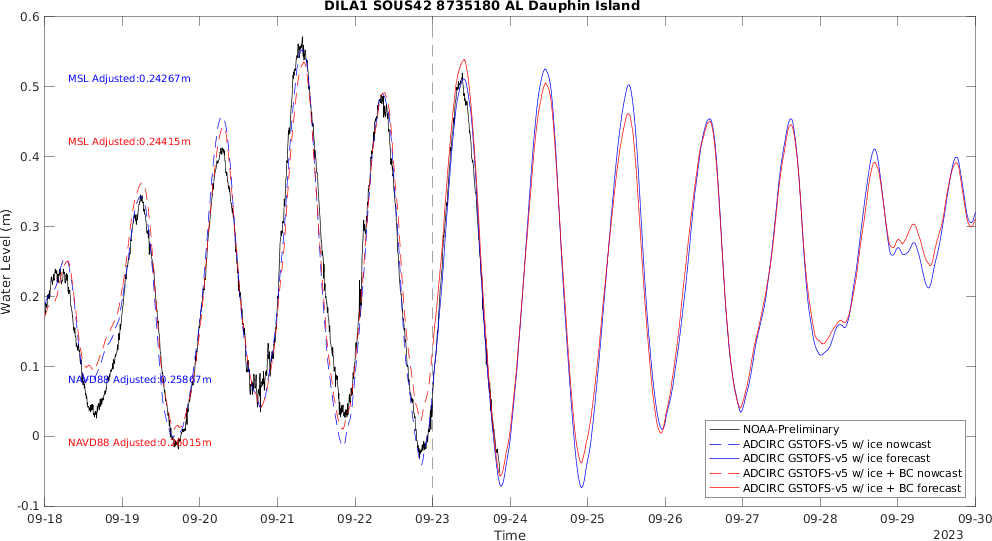 DILA1 SOUS42 8735180 AL Dauphin Island
Water Level (m)
0.6
0.5
0.4
0.3
0.2
0.1
0
-0.1
MSL Adjusted:0.24267m
MSL Adjusted:0.24415m
NAVD88 Adjusted:0.25867m
NAVD88 Adjusted:0.26015m
NOAA-Preliminary
ADCIRC GSTOFS-v5 w/ ice nowcast
ADCIRC GSTOFS-v5 w/ ice forecast
ADCIRC GSTOFS-v5 w/ ice + BC nowcast
ADCIRC GSTOFS-v5 w/ ice + BC forecast
09-18 09-19 09-20 09-21 09-22 09-23 09-24 09-25 09-26 09-27 09-28 09-29 09-30
Time
2023